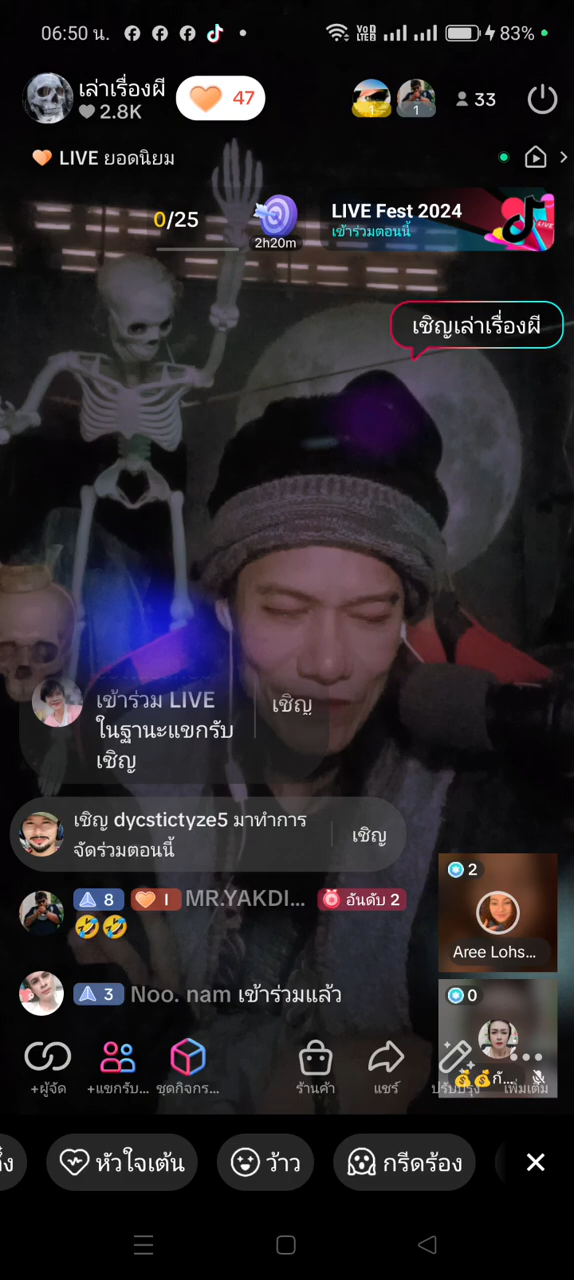 06:50 น.
VoD LTE2
83%
เล่าเรื่องผี
2.8K
47
1
1
33
LIVE ยอดนิยม
0/25
2h20m
LIVE Fest 2024
เข้าร่วมตอนนี้
LIVE
เชิญเล่าเรื่องผี
เข้าร่วม LIVE
ในฐานะแขกรับ
เชิญ
เชิญ
เชิญ dycstictyze5 มาทำการ
จัดร่วมตอนนี้
เชิญ
8 I MR.YAKDI... อันดับ 2
3 Noo. nam เข้าร่วมแล้ว
2
Aree Lohs...
0
+ผู้จัด
+แขกรับ...
ชุดกิจกร...
ร้านค้า
แชร์
ปรับปรุง
เพิ่มเติม
หัวใจเต้น
ว้าว
กรีดร้อง